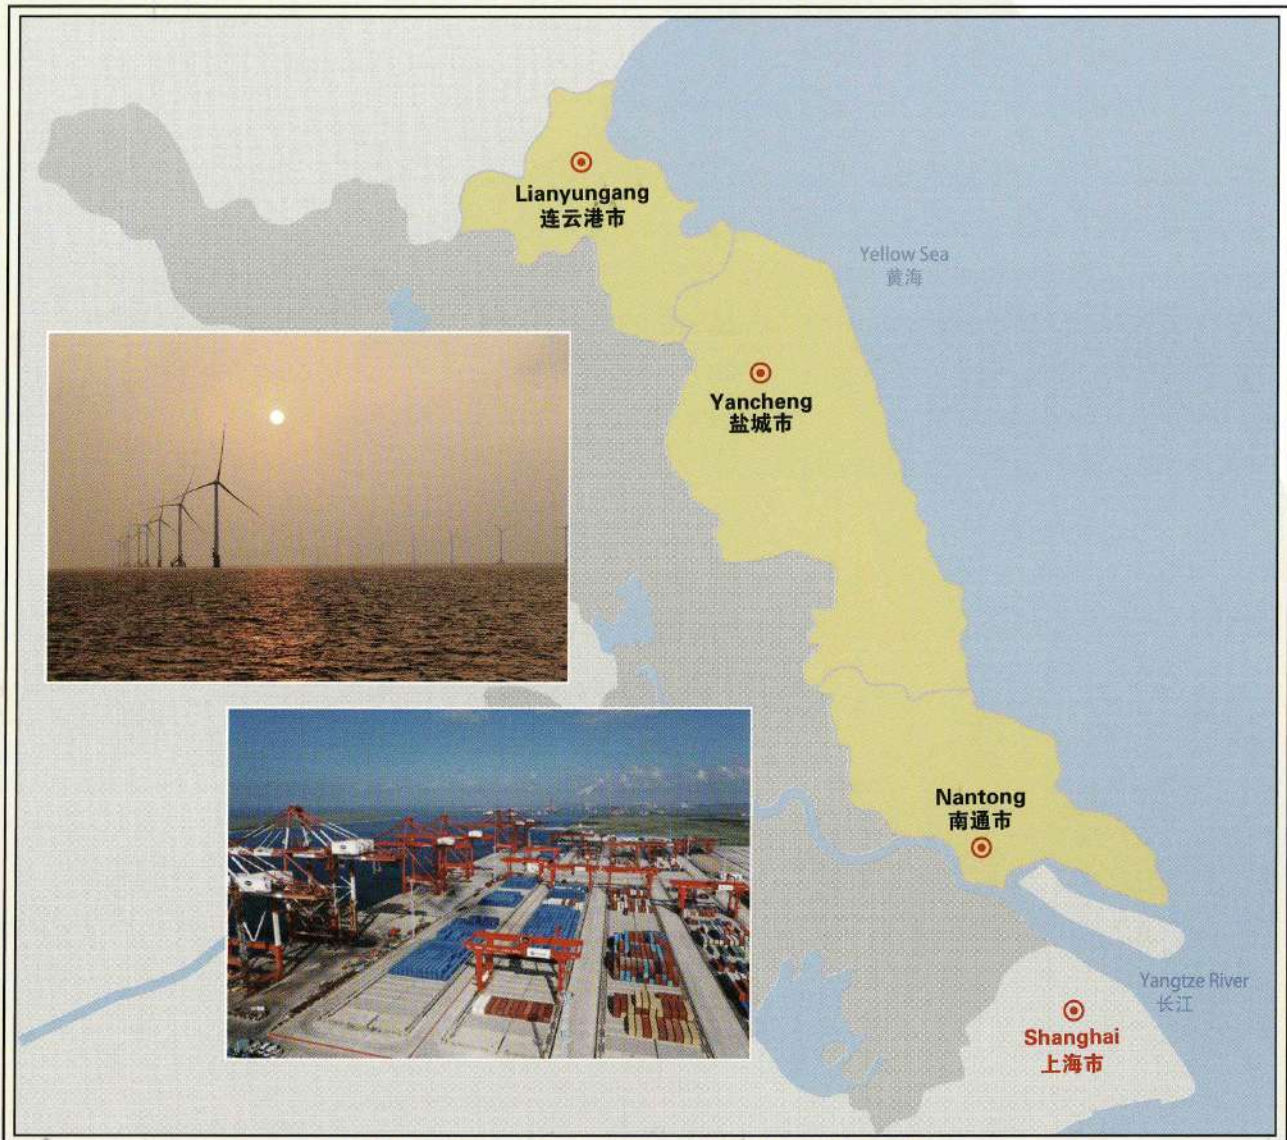 Lianyungang
连云港市
Yellow Sea
黄海
Yancheng
盐城市
Nantong
南通市
Yangtze River
长江
Shanghai
上海市